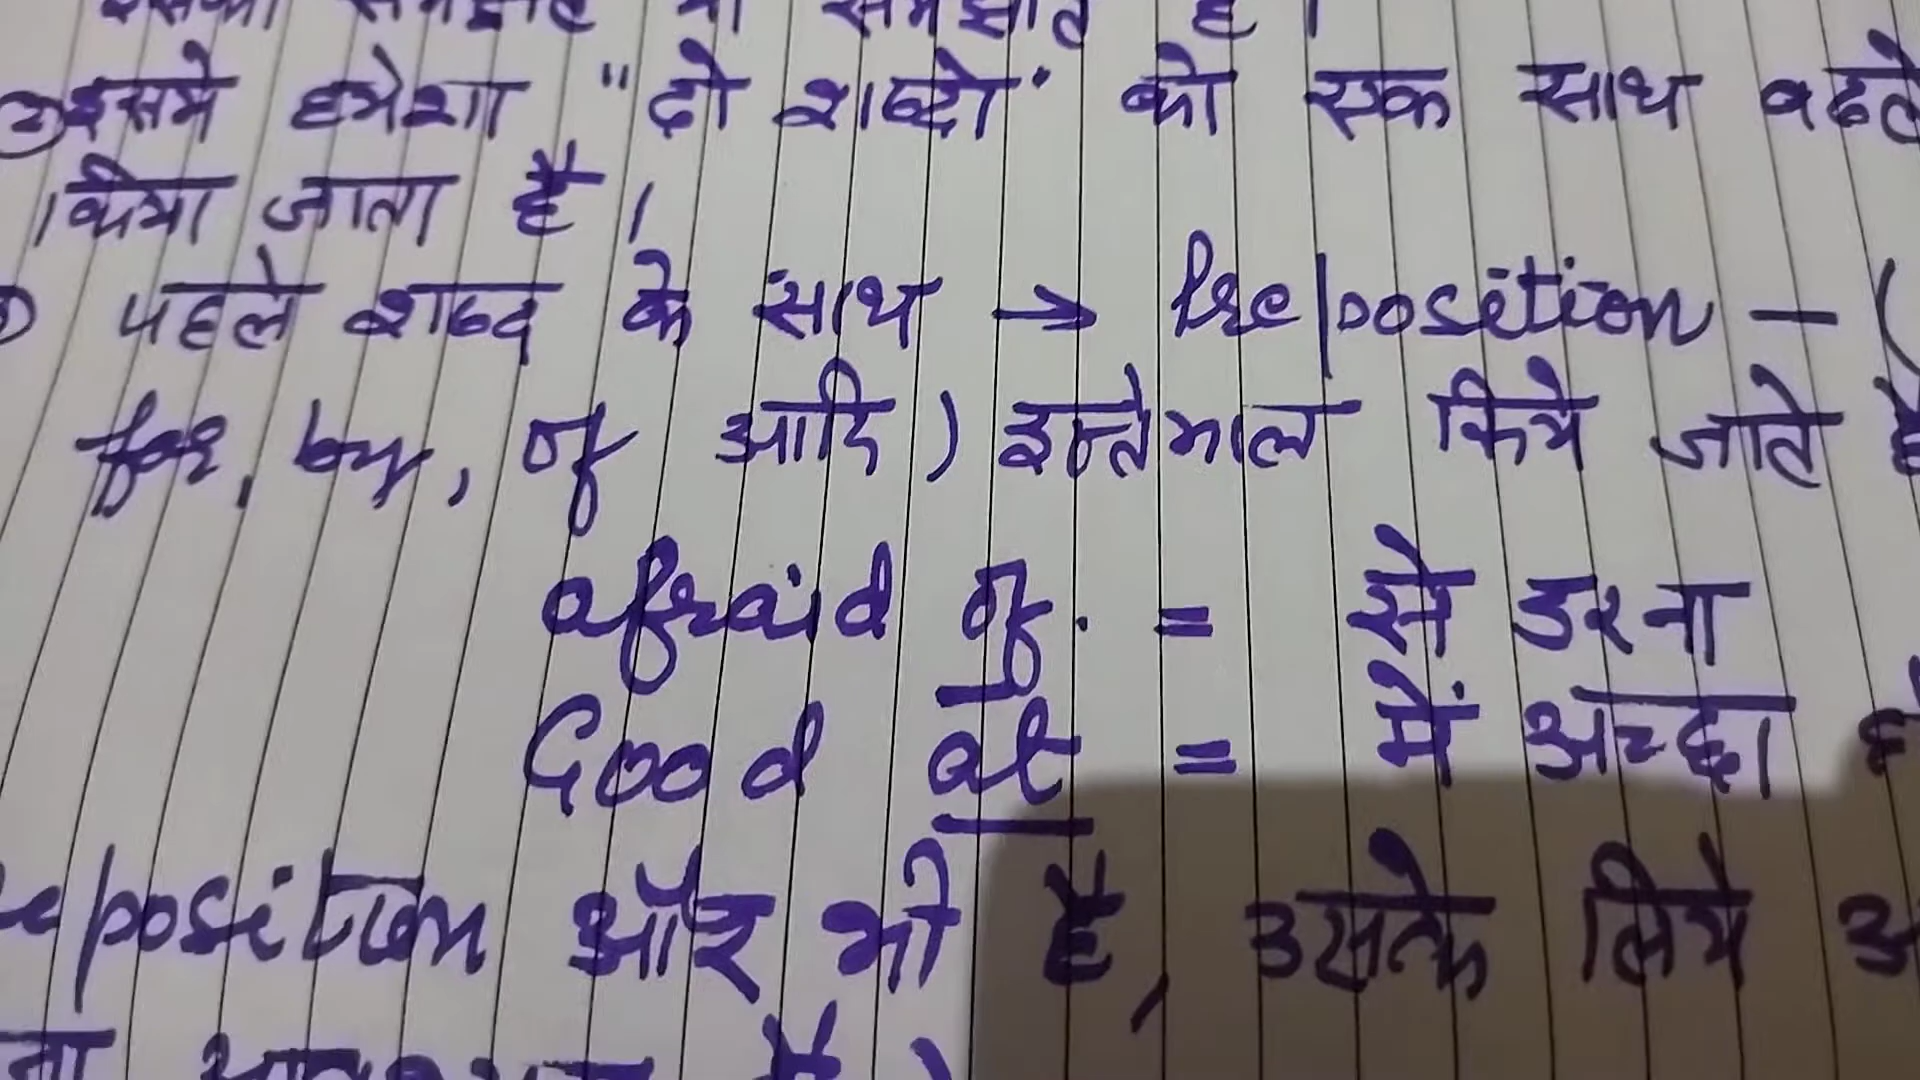 इसमे हमेशा "दो शब्दो" को एक साथ
किया जाता है।
पहले शब्द के साथ → Preposition - (
for, by, of आदि) इस्तेमाल किये जाते है
afraid of. = से डरना
Good at = में अच्छा
position और भी है, उसके लिये